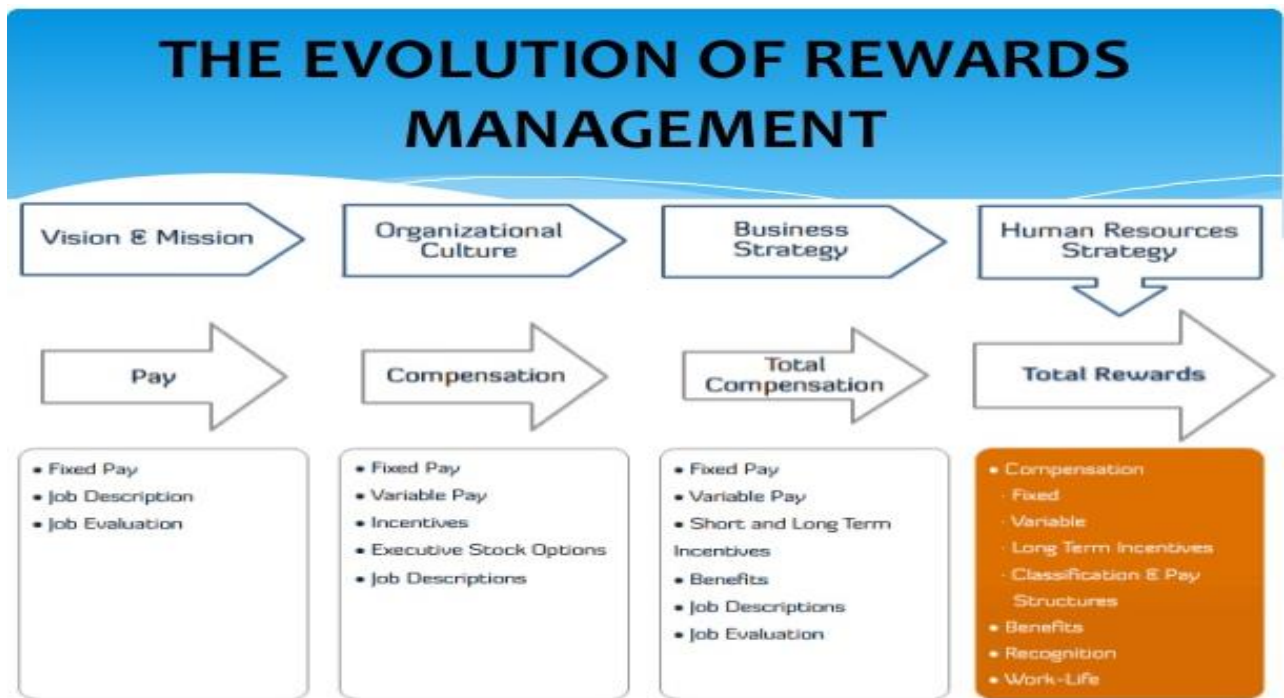 THE EVOLUTION OF REWARDS
MANAGEMENT
Vision & Mission
Organizational
Culture
Business
Strategy
Human Resources
Strategy
Pay
Compensation
Total
Compensation
Total Rewards
• Fixed Pay
• Job Description
• Job Evaluation
• Fixed Pay
• Variable Pay
• Incentives
• Executive Stock Options
• Job Descriptions
• Fixed Pay
• Variable Pay
• Short and Long Term
Incentives
• Benefits
• Job Descriptions
• Job Evaluation
• Compensation
· Fixed
· Variable
· Long Term Incentives
· Classification & Pay
Structures
• Benefits
• Recognition
• Work-Life